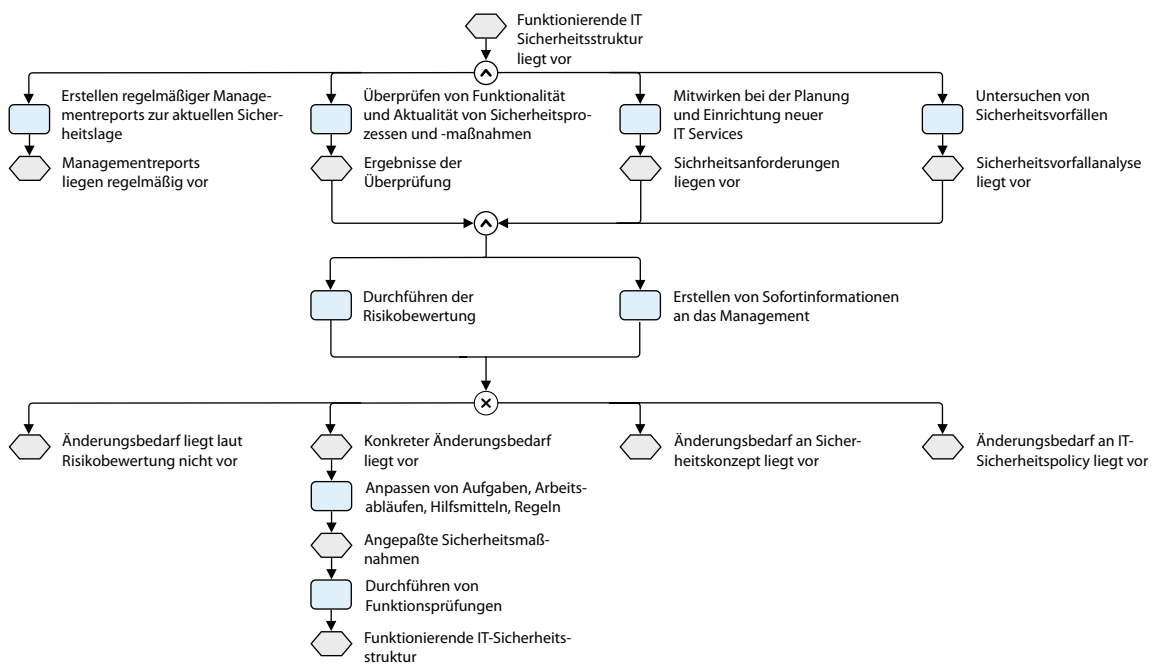 Funktionierende IT
Sicherheitsstruktur
liegt vor
Erstellen regelmäßiger Manage-
mentreports zur aktuellen Sicher-
heitslage
Überprüfen von Funktionalität
und Aktualität von Sicherheitspro-
zessen und -maßnahmen
Mitwirken bei der Planung
und Einrichtung neuer
IT Services
Untersuchen von
Sicherheitsvorfällen
Managementreports
liegen regelmäßig vor
Ergebnisse der
Überprüfung
Sichrheitsanforderungen
liegen vor
Sicherheitsvorfallanalyse
liegt vor
Durchführen der
Risikobewertung
Erstellen von Sofortinformationen
an das Management
Änderungsbedarf liegt laut
Risikobewertung nicht vor
Konkreter Änderungsbedarf
liegt vor
Änderungsbedarf an Sicher-
heitskonzept liegt vor
Änderungsbedarf an IT-
Sicherheitspolicy liegt vor
Anpassen von Aufgaben, Arbeits-
abläufen, Hilfsmitteln, Regeln
Angepaßte Sicherheitsmaß-
nahmen
Durchführen von
Funktionsprüfungen
Funktionierende IT-Sicherheits-
struktur